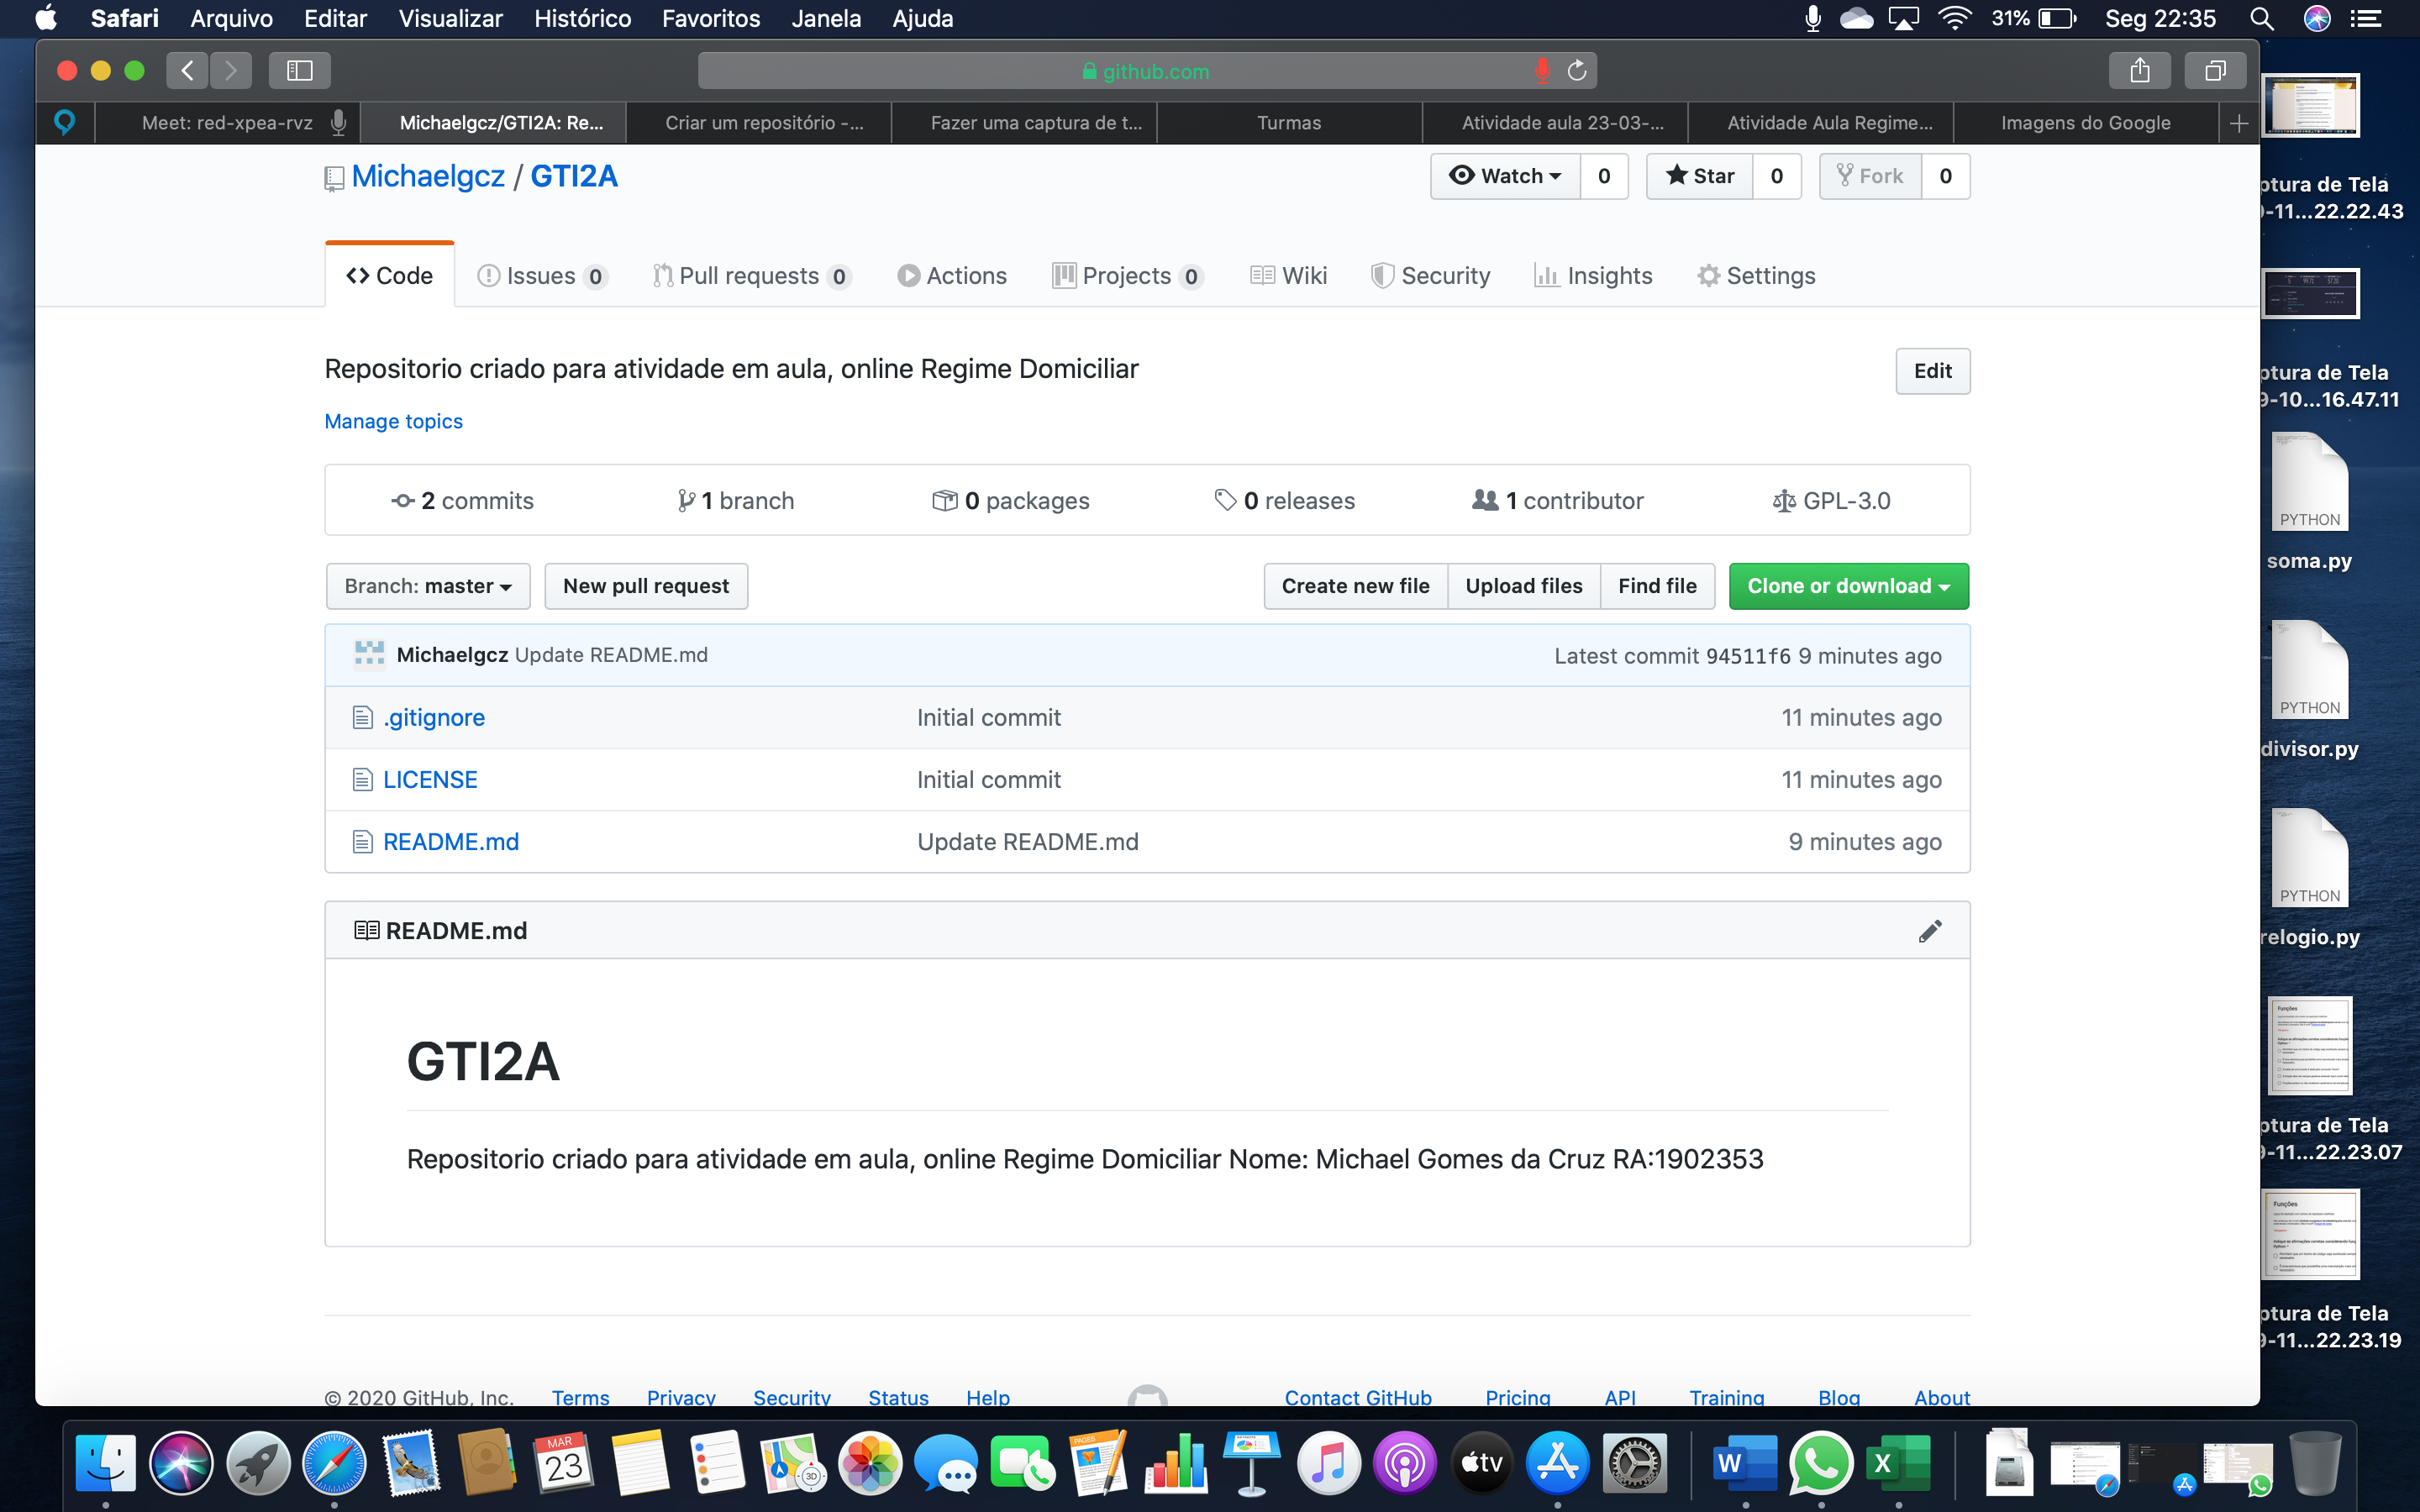 Safari Arquivo Editar Visualizar Histórico Favoritos Janela Ajuda 31% Seg 22:35
github.com
Meet: red-xpea-rvz Michaelgcz/GTI2A: Re... Criar um repositório -... Fazer uma captura de t... Turmas Atividade aula 23-03-... Atividade Aula Regime... Imagens do Google
Michaelgcz / GTI2A Watch 0 Star 0 Fork 0
Code Issues 0 Pull requests 0 Actions Projects 0 Wiki Security Insights Settings
Repositorio criado para atividade em aula, online Regime Domiciliar Edit
Manage topics
2 commits 1 branch 0 packages 0 releases 1 contributor GPL-3.0
Branch: master New pull request Create new file Upload files Find file Clone or download
Michaelgcz Update README.md Latest commit 94511f6 9 minutes ago
.gitignore Initial commit 11 minutes ago
LICENSE Initial commit 11 minutes ago
README.md Update README.md 9 minutes ago
README.md
GTI2A
Repositorio criado para atividade em aula, online Regime Domiciliar Nome: Michael Gomes da Cruz RA:1902353
© 2020 GitHub, Inc. Terms Privacy Security Status Help Contact GitHub Pricing API Training Blog About
ptura de Tela
9-11...22.22.43
ptura de Tela
9-10...16.47.11
PYTHON
soma.py
PYTHON
divisor.py
PYTHON
relogio.py
Funções
ptura de Tela
9-11...22.23.07
Funções
ptura de Tela
9-11...22.23.19
MAR
23
3D
PAGES
tv
W
X